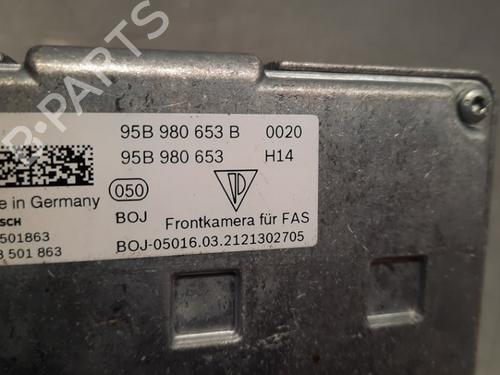 B-PARTS
95B 980 653 B 0020
95B 980 653 H14
050
e in Germany BOJ Frontkamera für FAS
SCH
501863 BOJ-05016.03.2121302705
501 863